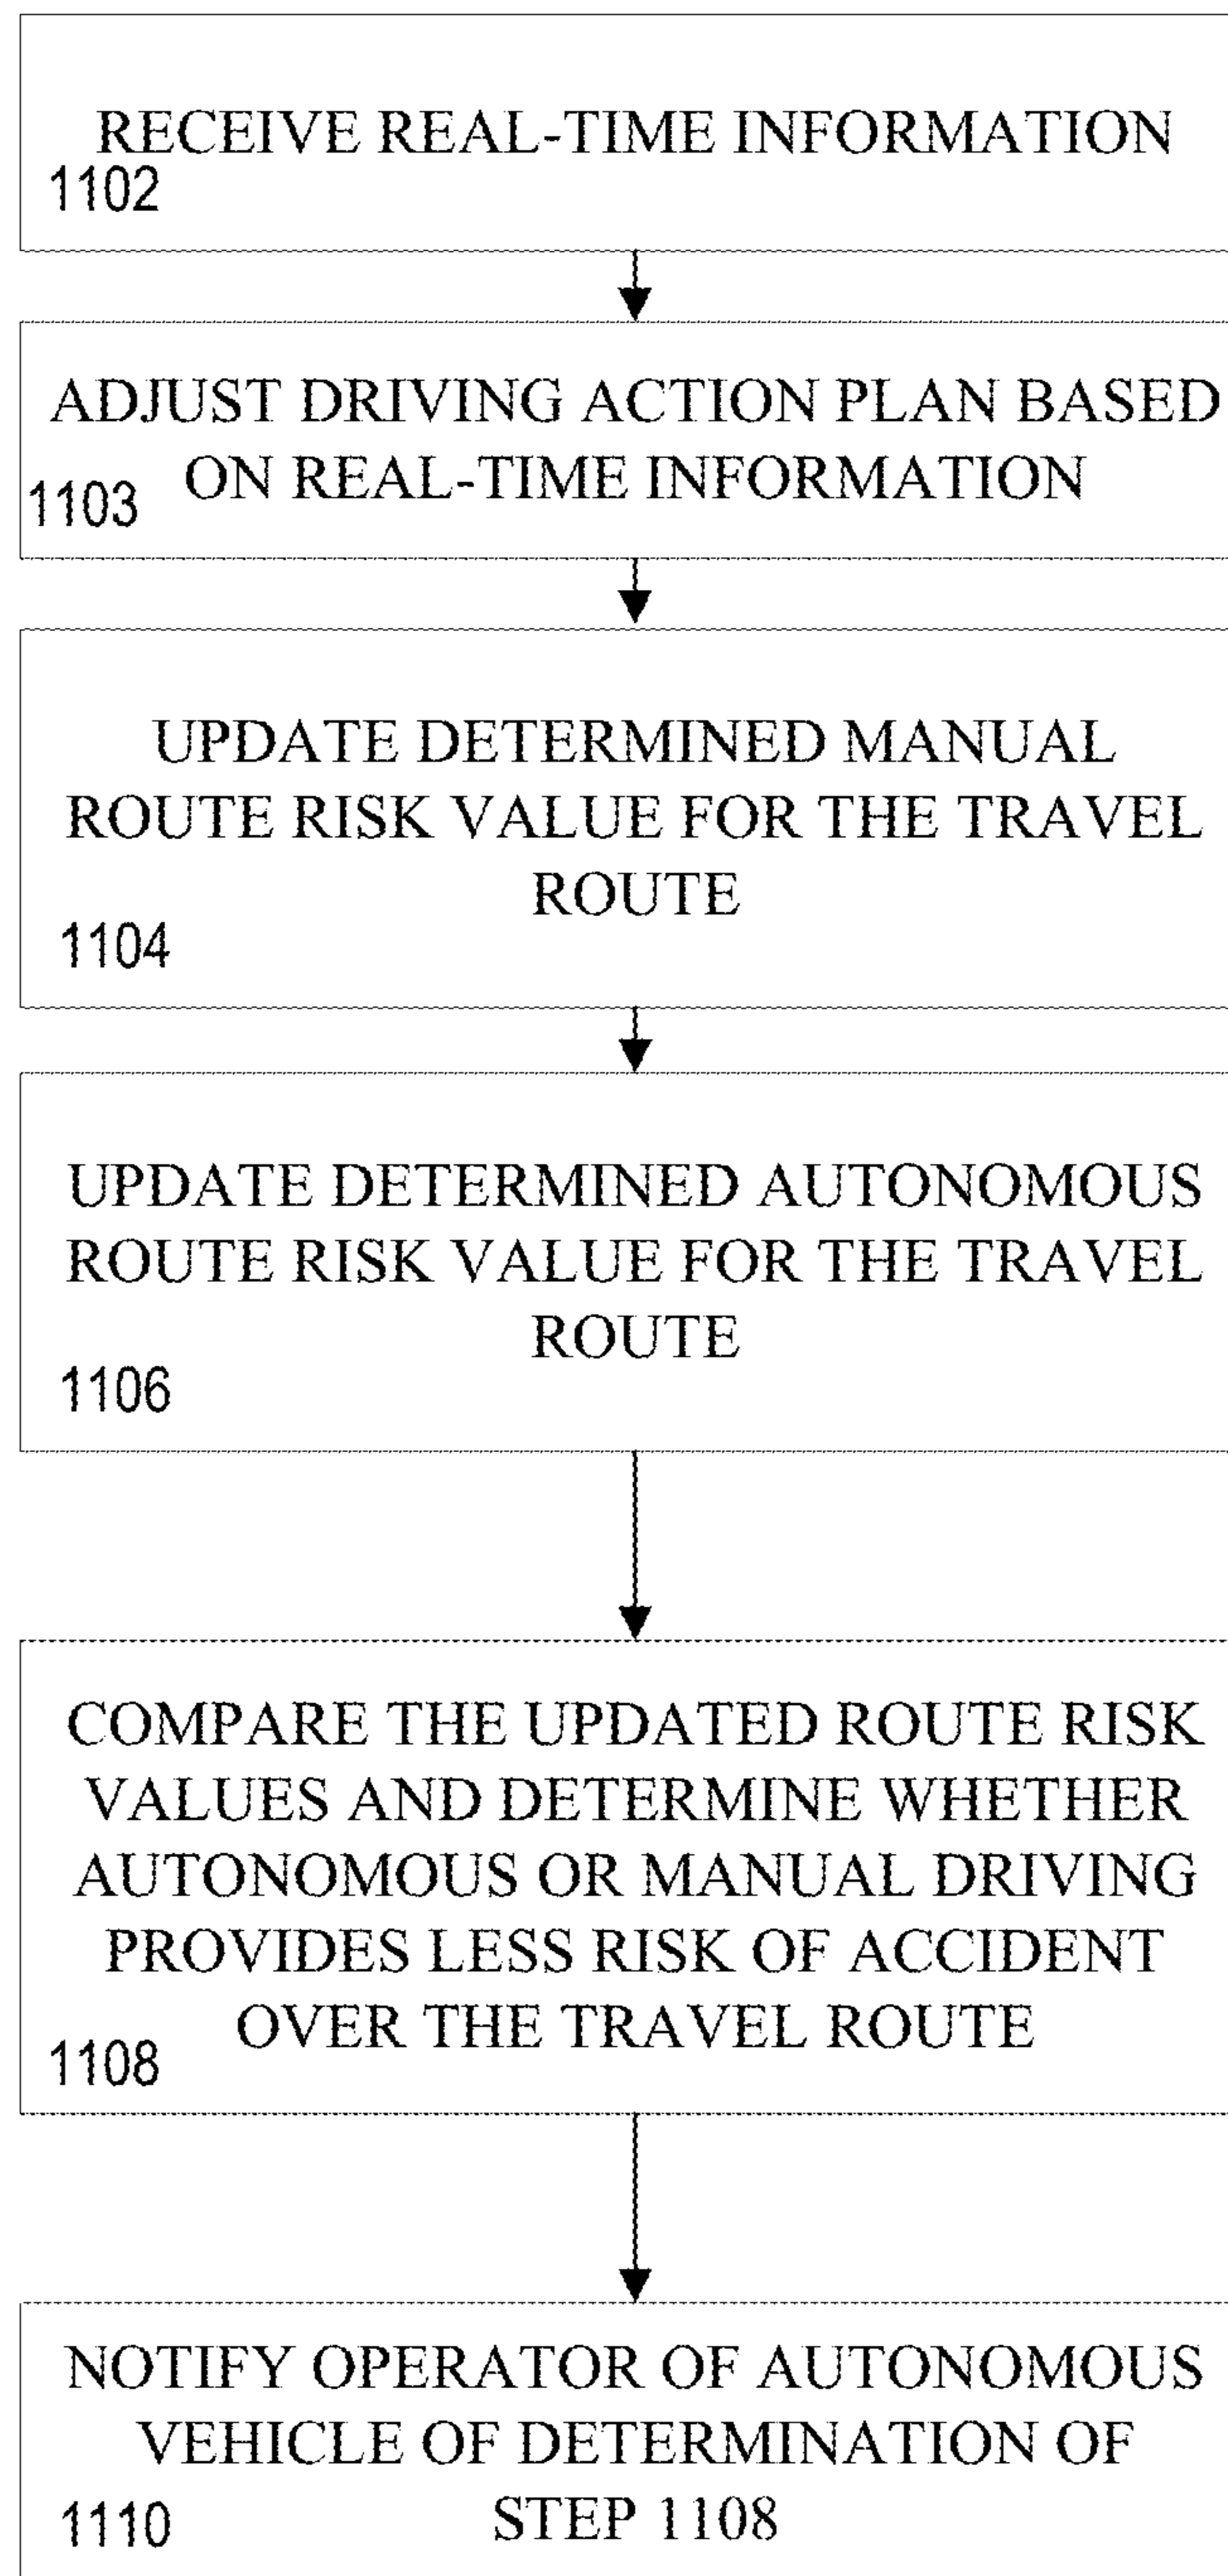 RECEIVE REAL-TIME INFORMATION
1102
ADJUST DRIVING ACTION PLAN BASED
ON REAL-TIME INFORMATION
1103
UPDATE DETERMINED MANUAL
ROUTE RISK VALUE FOR THE TRAVEL
ROUTE
1104
UPDATE DETERMINED AUTONOMOUS
ROUTE RISK VALUE FOR THE TRAVEL
ROUTE
1106
COMPARE THE UPDATED ROUTE RISK
VALUES AND DETERMINE WHETHER
AUTONOMOUS OR MANUAL DRIVING
PROVIDES LESS RISK OF ACCIDENT
OVER THE TRAVEL ROUTE
1108
NOTIFY OPERATOR OF AUTONOMOUS
VEHICLE OF DETERMINATION OF
STEP 1108
1110